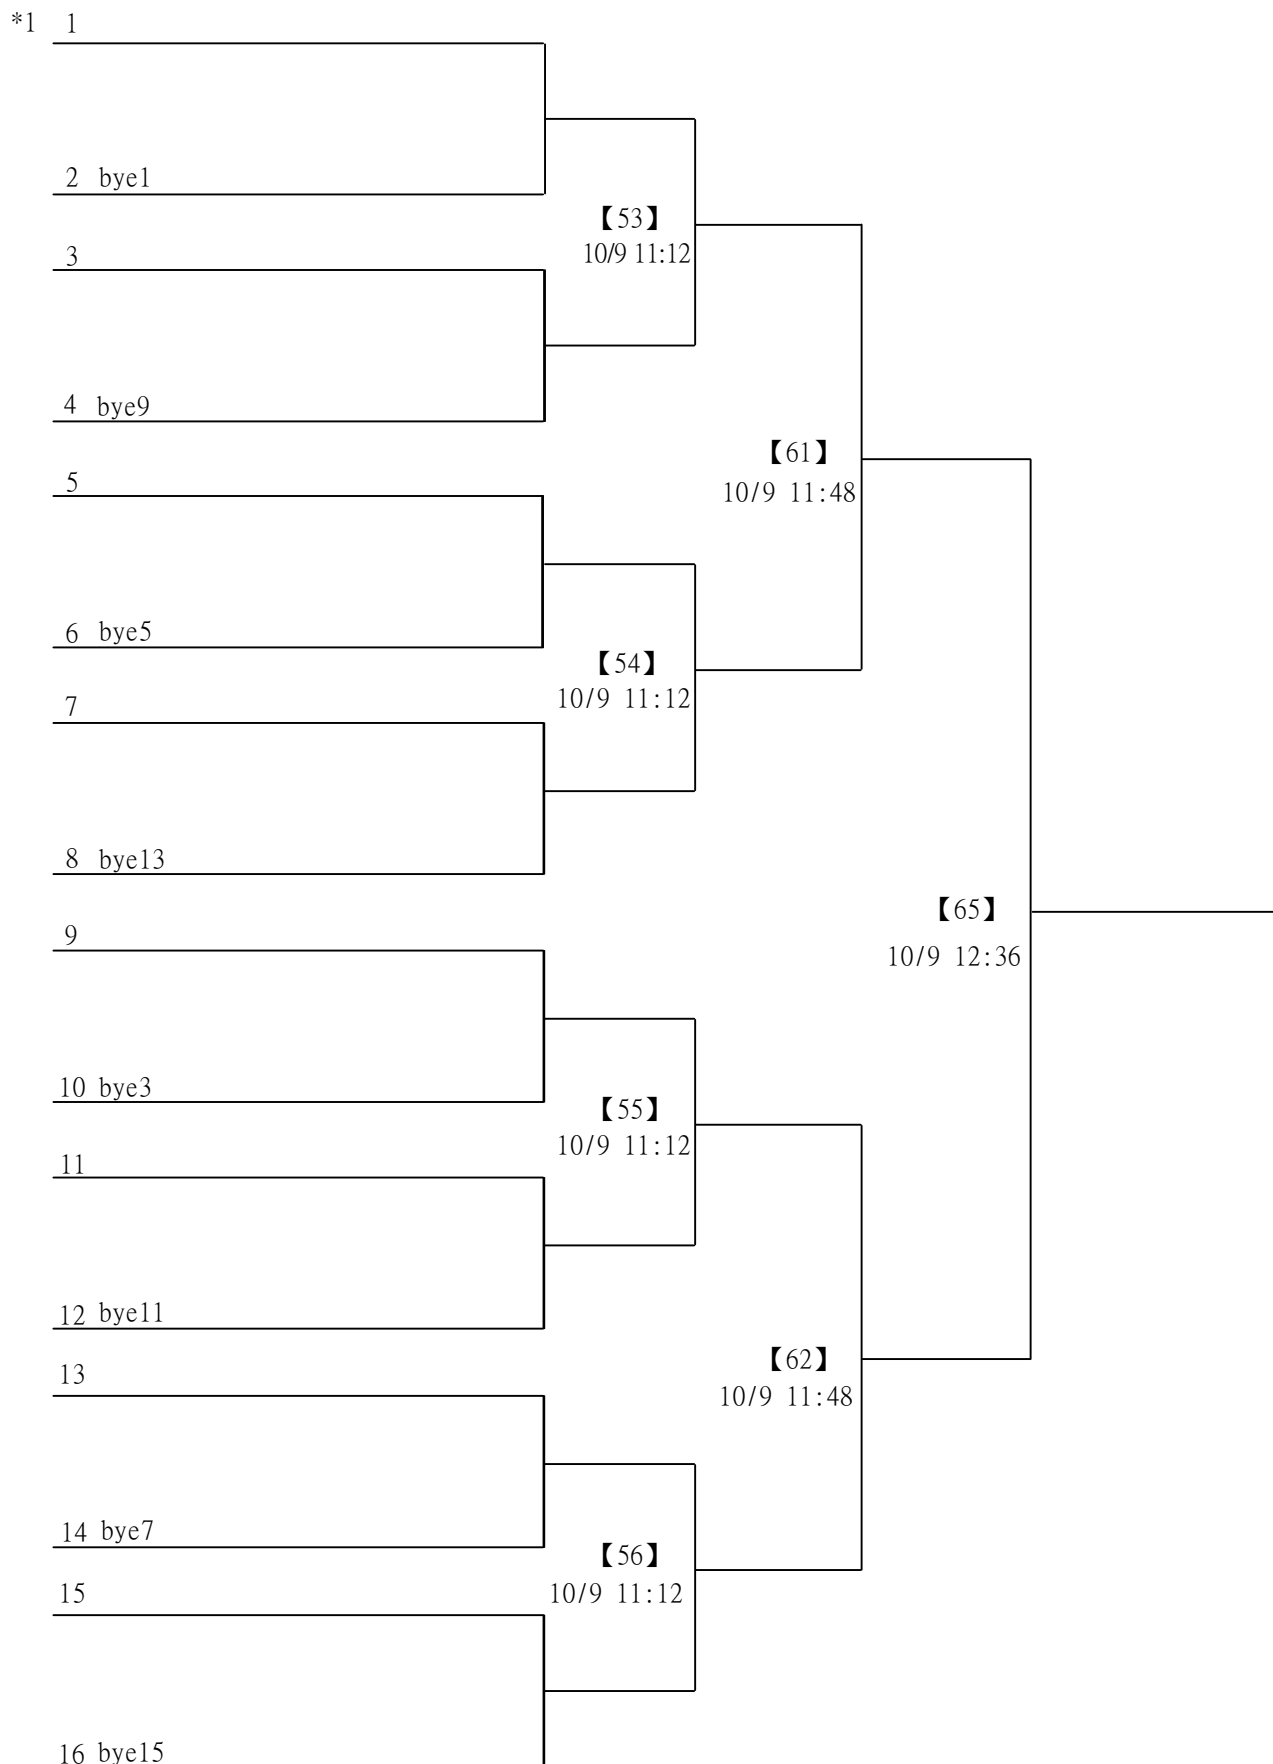 *1 1
2 bye1
【53】
10/9 11:12
3
4 bye9
【61】
10/9 11:48
5
6 bye5
【54】
10/9 11:12
7
8 bye13
【65】
10/9 12:36
9
10 bye3
【55】
10/9 11:12
11
12 bye11
【62】
10/9 11:48
13
14 bye7
【56】
10/9 11:12
15
16 bye15